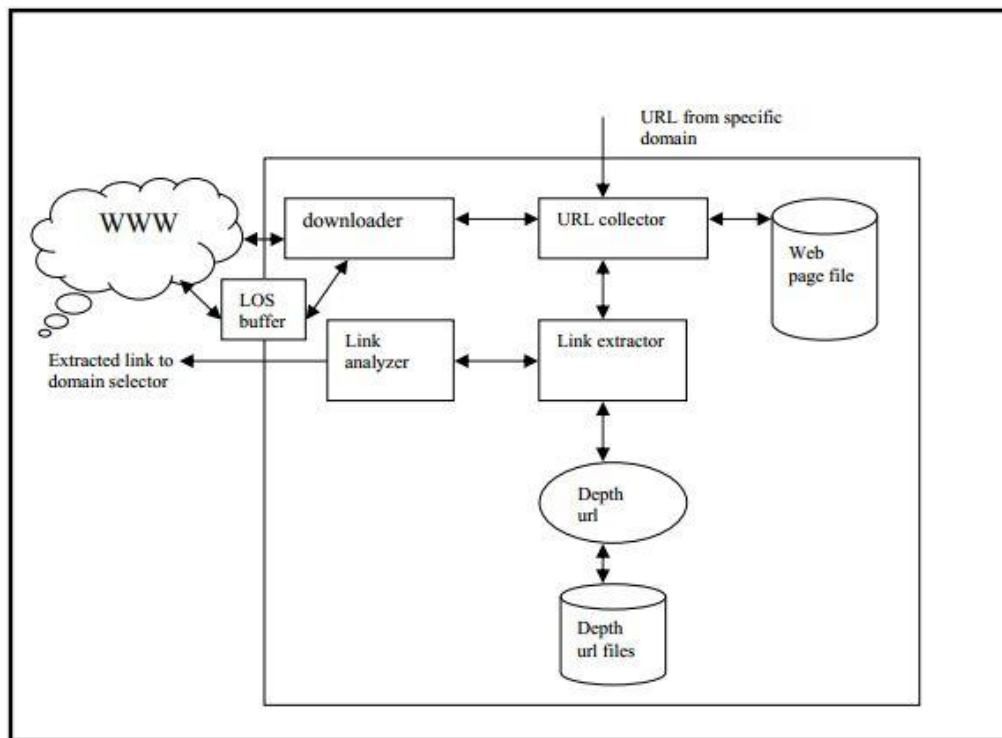 URL from specific
domain
WWW
downloader
URL collector
Web
page file
LOS
buffer
Link
analyzer
Link extractor
Extracted link to
domain selector
Depth
url
Depth
url files